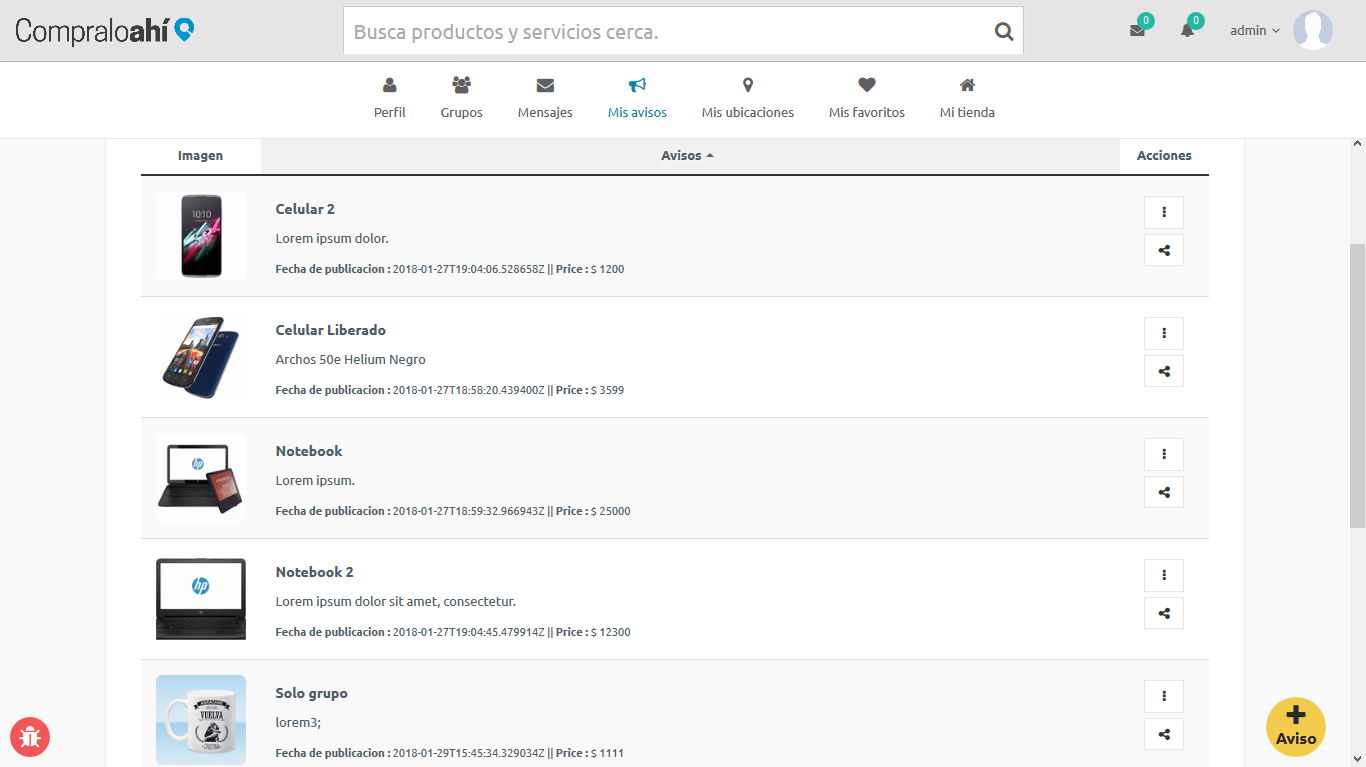 Compraloahí
Busca productos y servicios cerca.
0
0
admin
Perfil
Grupos
Mensajes
Mis avisos
Mis ubicaciones
Mis favoritos
Mi tienda
Imagen
Avisos
Acciones
10:10
Celular 2
Lorem ipsum dolor.
Fecha de publicacion : 2018-01-27T19:04:06.528658Z || Price : $ 1200
Celular Liberado
Archos 50e Helium Negro
Fecha de publicacion : 2018-01-27T18:58:20.439400Z || Price : $ 3599
hp
Notebook
Lorem ipsum.
Fecha de publicacion : 2018-01-27T18:59:32.966943Z || Price : $ 25000
hp
Notebook 2
Lorem ipsum dolor sit amet, consectetur.
Fecha de publicacion : 2018-01-27T19:04:45.479914Z || Price : $ 12300
VUELVA
Solo grupo
lorem3;
Fecha de publicacion : 2018-01-29T15:45:34.329034Z || Price : $ 1111
Aviso